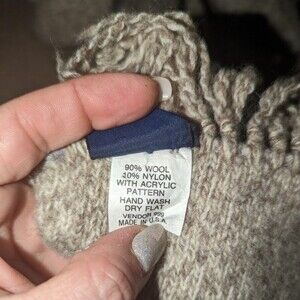 90% WOOL
10% NYLON
WITH ACRYLIC
PATTERN
HAND WASH
DRY FLAT
VENDOR
MADE IN U.S.A